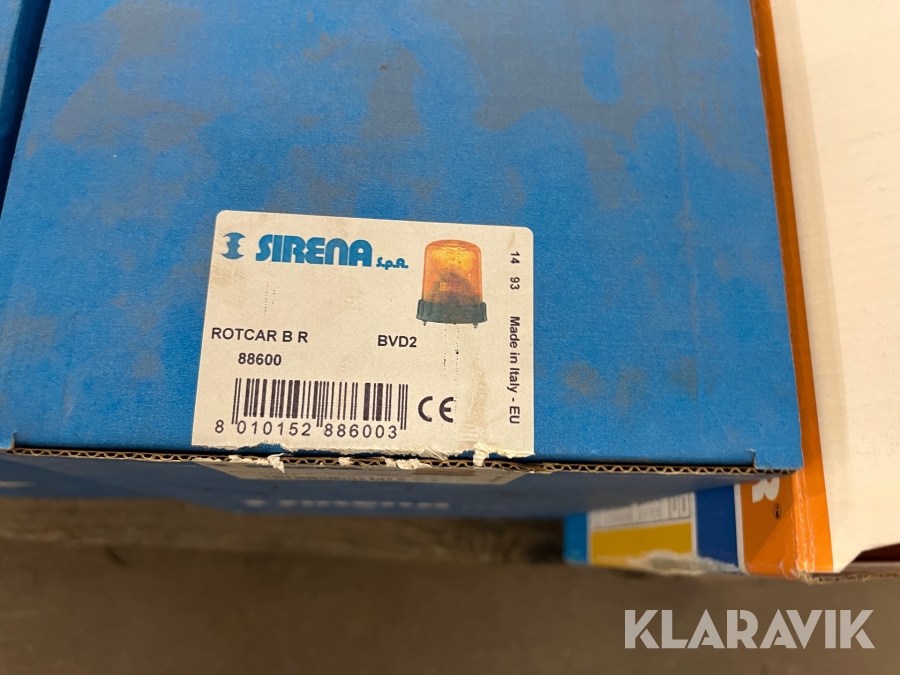 SIRENA S.p.A.
ROTCAR B R
BVD2
88600
8 010152 886003
CE
14 93 Made in Italy - EU
R
KLARAVIK